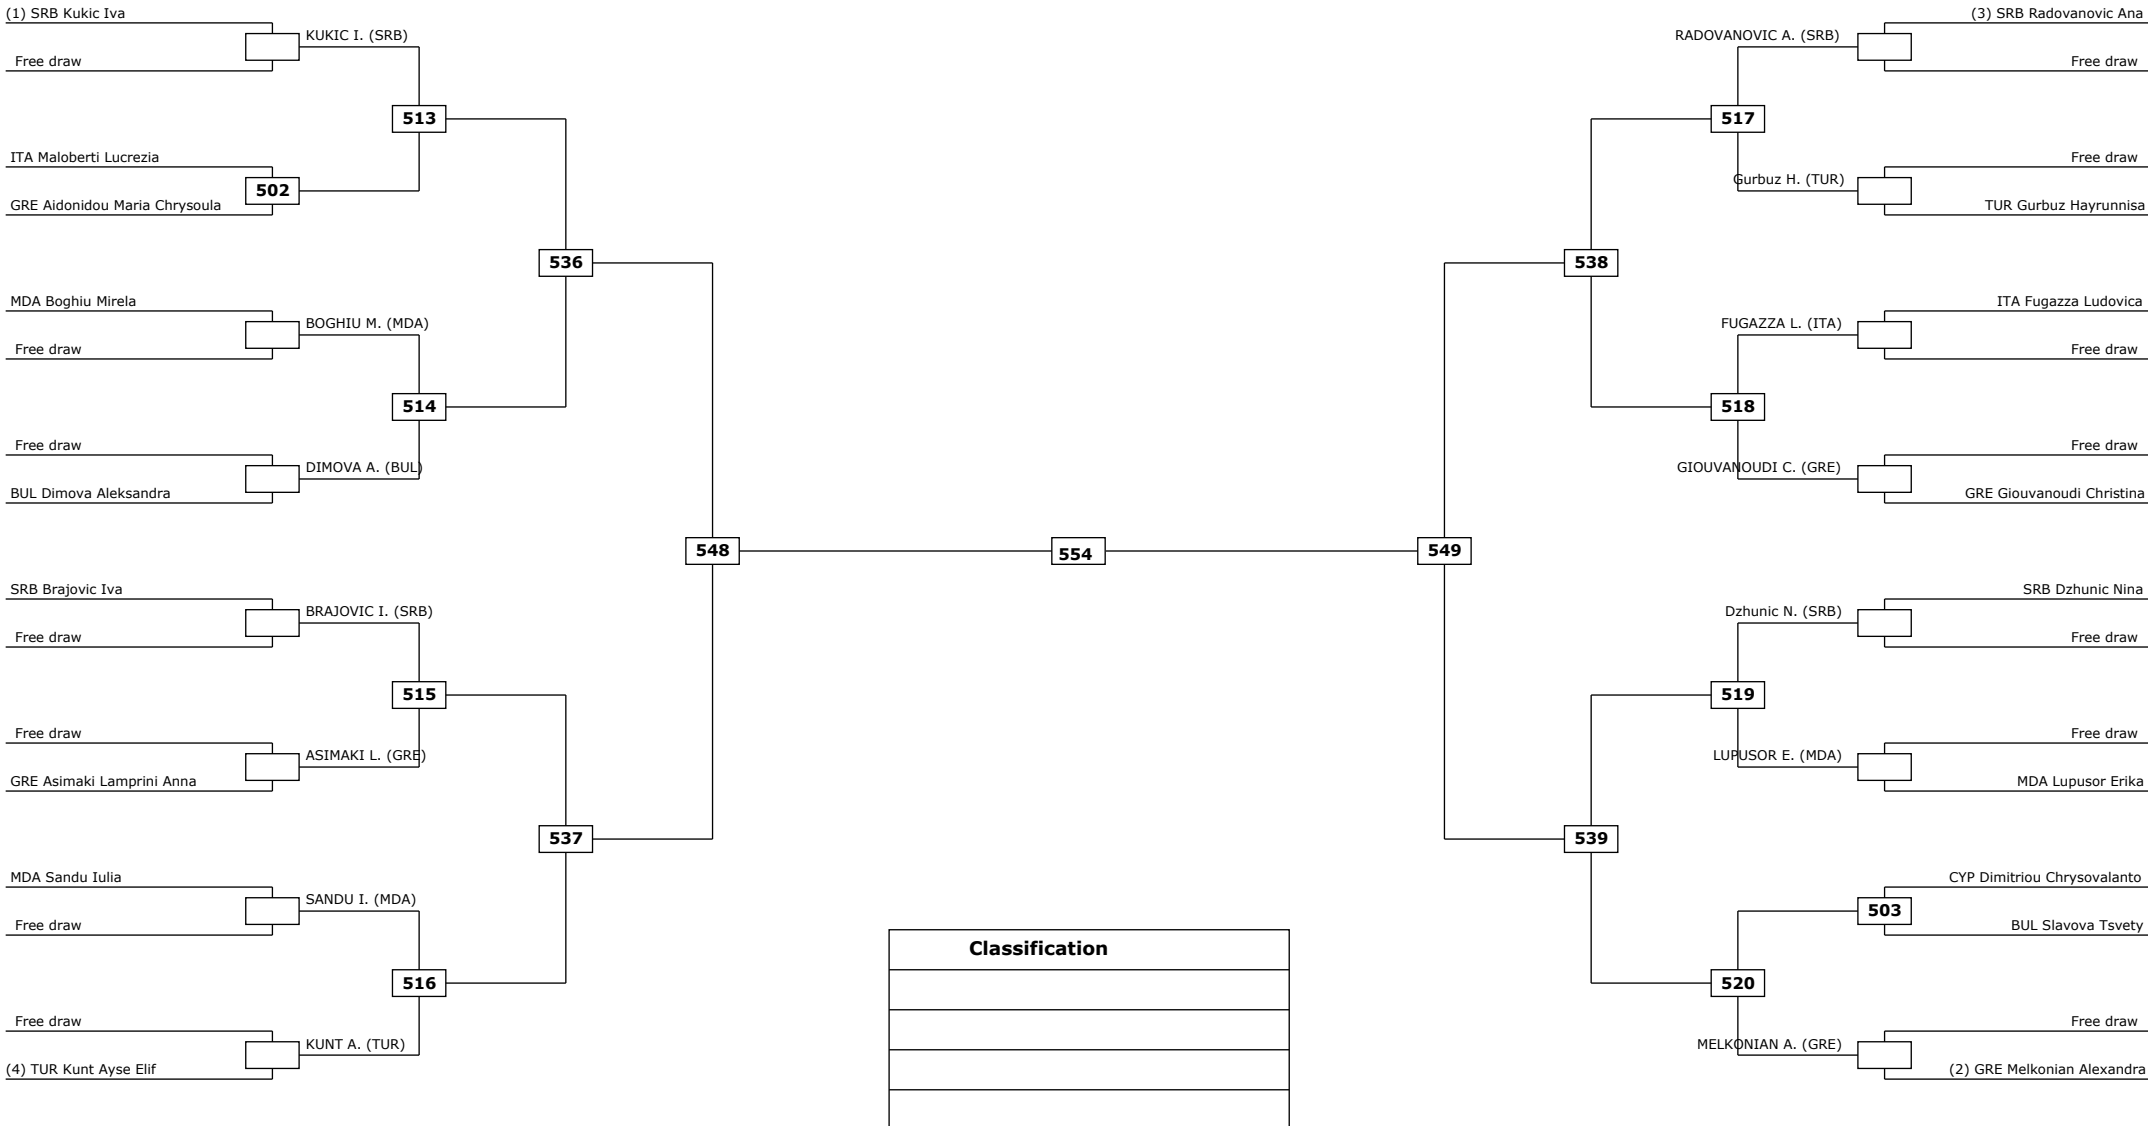 (1) SRB Kukic Iva
KUKIC I. (SRB)
Free draw
513
ITA Maloberti Lucrezia
502
GRE Aidonidou Maria Chrysoula
536
MDA Boghiu Mirela
BOGHIU M. (MDA)
Free draw
514
Free draw
DIMOVA A. (BUL)
BUL Dimova Aleksandra
548
SRB Brajovic Iva
BRAJOVIC I. (SRB)
Free draw
515
Free draw
ASIMAKI L. (GRE)
GRE Asimaki Lamprini Anna
537
MDA Sandu Iulia
SANDU I. (MDA)
Free draw
516
Free draw
KUNT A. (TUR)
(4) TUR Kunt Ayse Elif
554
(3) SRB Radovanovic Ana
RADOVANOVIC A. (SRB)
Free draw
517
Free draw
Gurbuz H. (TUR)
TUR Gurbuz Hayrunnisa
538
ITA Fugazza Ludovica
FUGAZZA L. (ITA)
Free draw
518
Free draw
GIOUVANOUDI C. (GRE)
GRE Giouvanoudi Christina
549
SRB Dzhunic Nina
Dzhunic N. (SRB)
Free draw
519
Free draw
LUPUSOR E. (MDA)
MDA Lupusor Erika
539
CYP Dimitriou Chrysovalanto
503
BUL Slavova Tsvety
520
Free draw
MELKONIAN A. (GRE)
(2) GRE Melkonian Alexandra
Classification